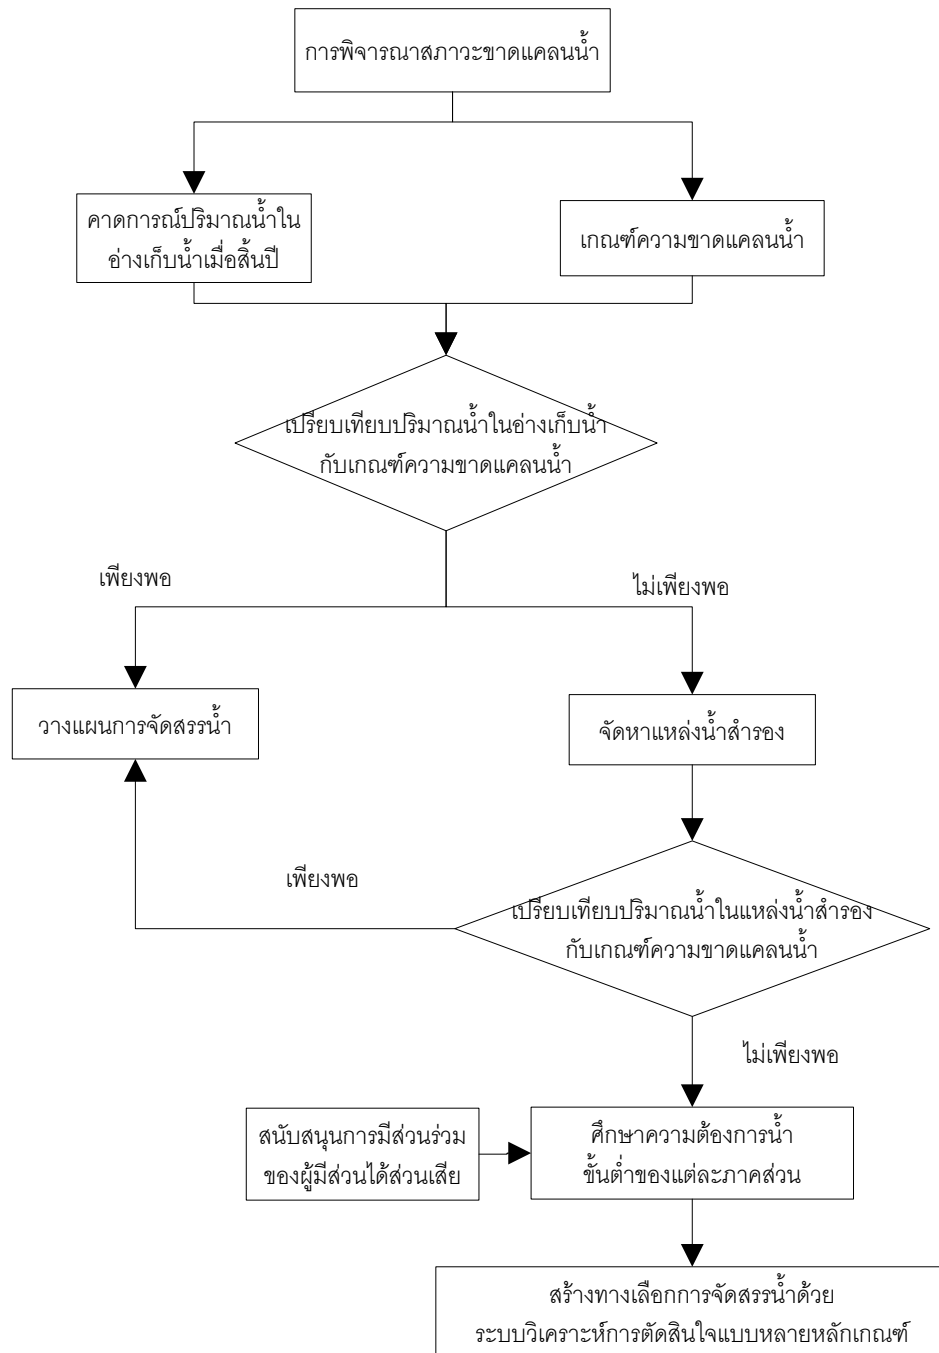 การพิจารณาสภาวะขาดแคลนน้ำ
คาดการณ์ปริมาณน้ำใน
อ่างเก็บน้ำเมื่อสิ้นปี
เกณฑ์ความขาดแคลนน้ำ
เปรียบเทียบปริมาณน้ำในอ่างเก็บน้ำ
กับเกณฑ์ความขาดแคลนน้ำ
เพียงพอ
ไม่เพียงพอ
วางแผนการจัดสรรน้ำ
จัดหาแหล่งน้ำสำรอง
เพียงพอ
เปรียบเทียบปริมาณน้ำในแหล่งน้ำสำรอง
กับเกณฑ์ความขาดแคลนน้ำ
ไม่เพียงพอ
สนับสนุนการมีส่วนร่วม
ของผู้มีส่วนได้ส่วนเสีย
ศึกษาความต้องการน้ำ
ขั้นต่ำของแต่ละภาคส่วน
สร้างทางเลือกการจัดสรรน้ำด้วย
ระบบวิเคราะห์การตัดสินใจแบบหลายหลักเกณฑ์